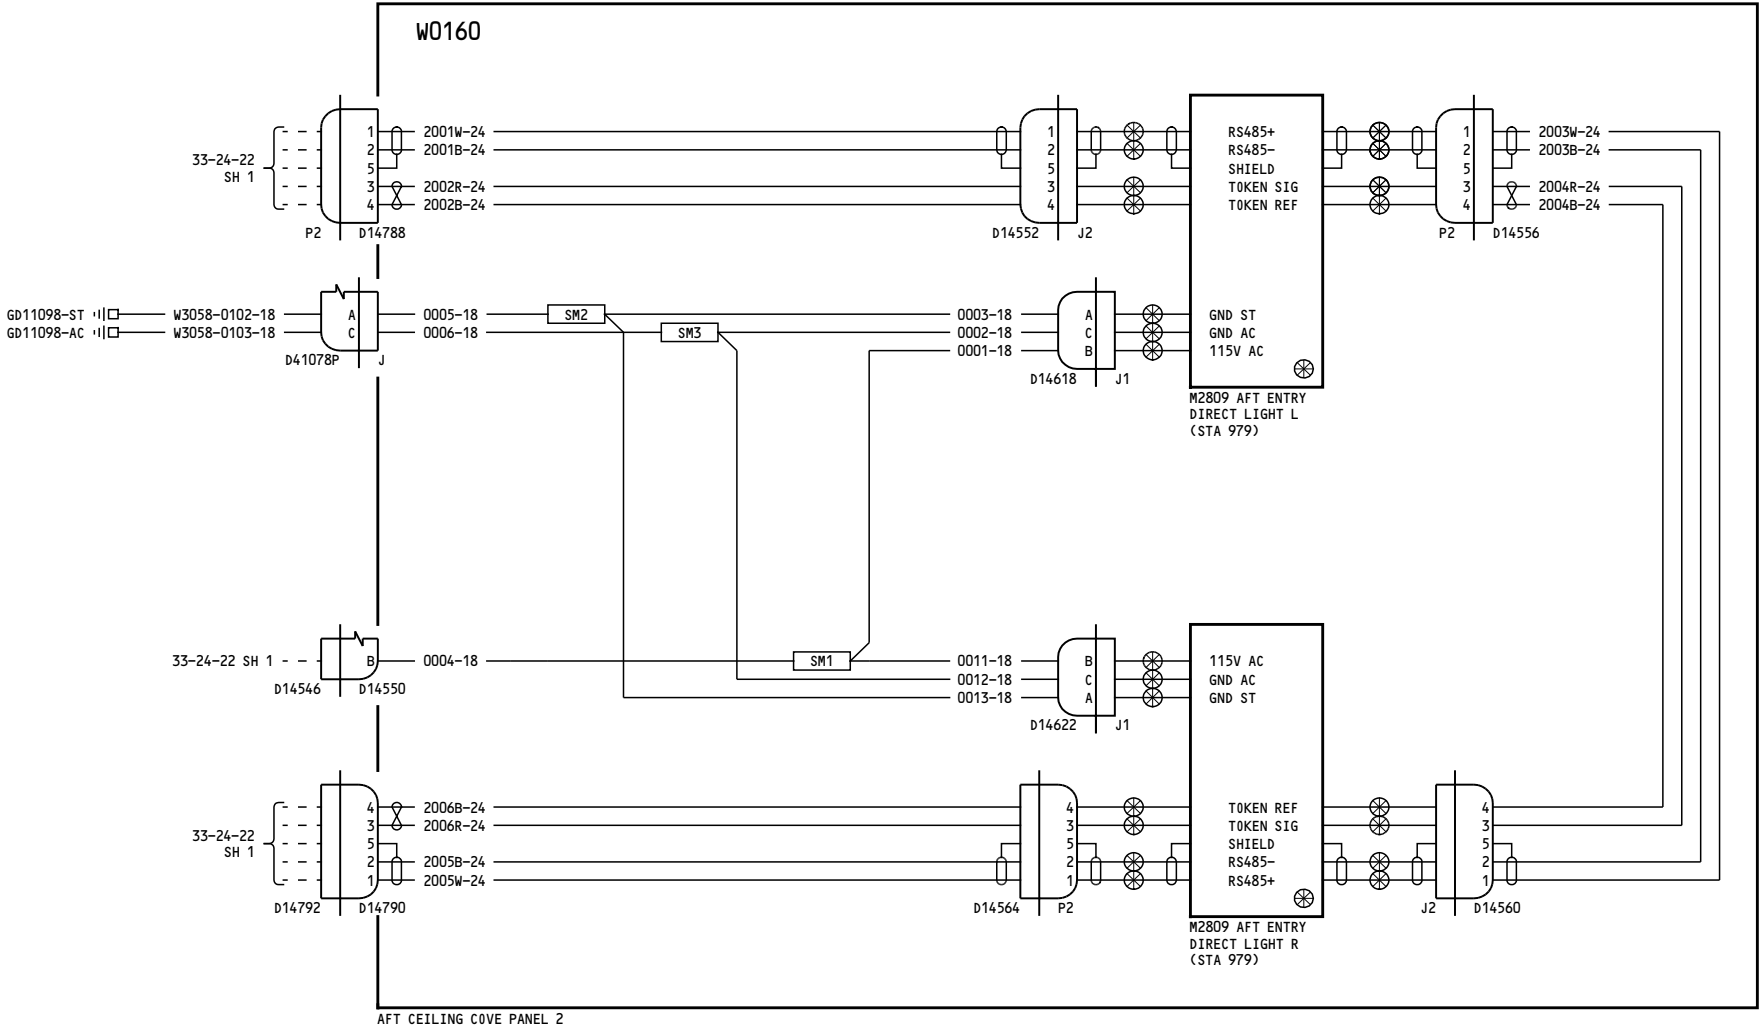 W0160
33-24-22
SH 1
1
2
5
3
4
P2
D14788
2001W-24
2001B-24
2002R-24
2002B-24
1
2
5
3
4
D14552
J2
RS485+
RS485-
SHIELD
TOKEN SIG
TOKEN REF
1
2
5
3
4
P2
D14556
2003W-24
2003B-24
2004R-24
2004B-24
GD11098-ST
GD11098-AC
W3058-0102-18
W3058-0103-18
A
C
D41078P
J
0005-18
0006-18
SM2
SM3
0003-18
0002-18
0001-18
A
C
B
D14618
J1
GND ST
GND AC
115V AC
M2809 AFT ENTRY
DIRECT LIGHT L
(STA 979)
33-24-22 SH 1
B
D14546
D14550
0004-18
SM1
0011-18
0012-18
0013-18
B
C
A
D14622
J1
115V AC
GND AC
GND ST
33-24-22
SH 1
4
3
5
2
1
D14792
D14790
2006B-24
2006R-24
2005B-24
2005W-24
4
3
5
2
1
D14564
P2
TOKEN REF
TOKEN SIG
SHIELD
RS485-
RS485+
4
3
5
2
1
J2
D14560
M2809 AFT ENTRY
DIRECT LIGHT R
(STA 979)
AFT CEILING COVE PANEL 2